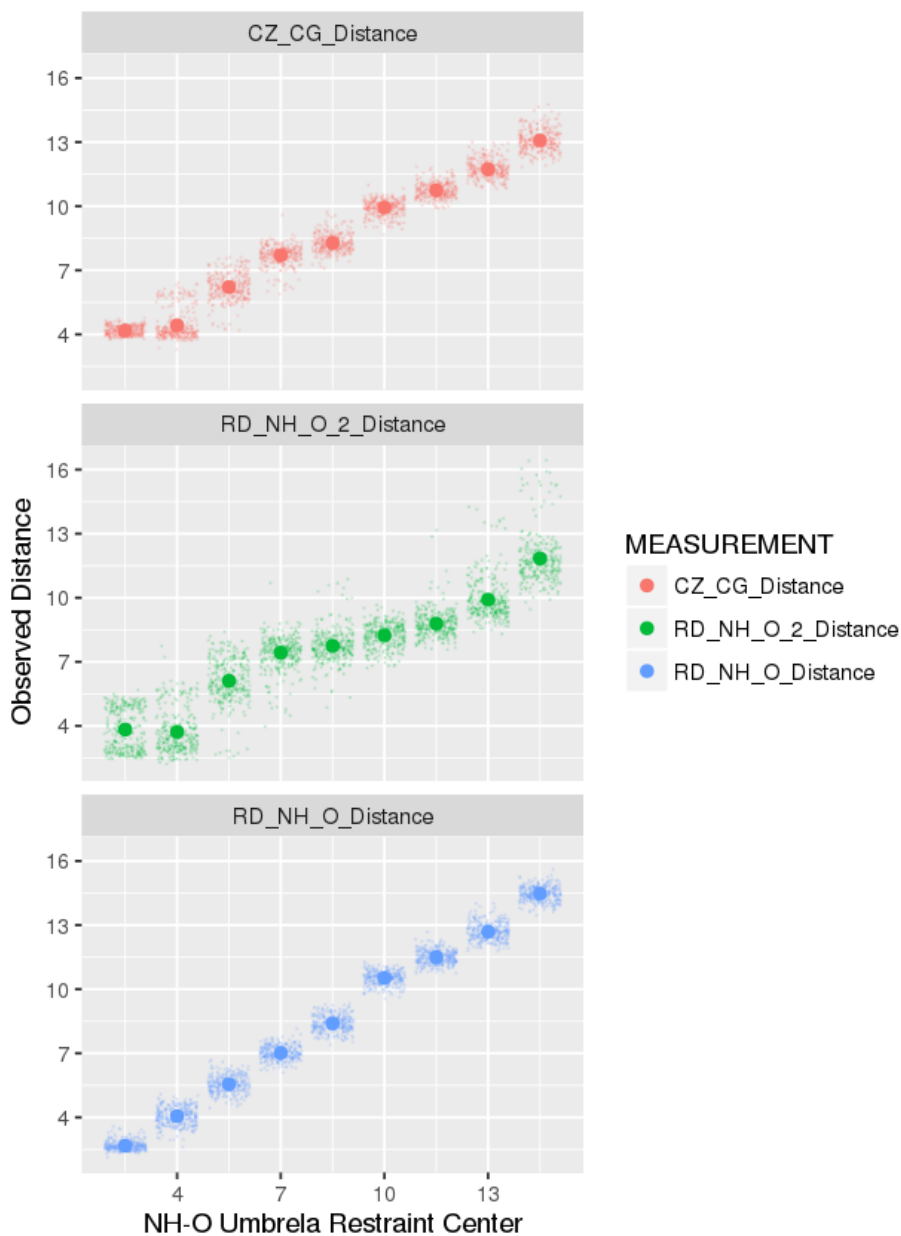 CZ_CG_Distance
16
13
10
7
4
RD_NH_O_2_Distance
16
13
10
7
4
Observed Distance
RD_NH_O_Distance
16
13
10
7
4
4 7 10 13
NH-O Umbrela Restraint Center
MEASUREMENT
CZ_CG_Distance
RD_NH_O_2_Distance
RD_NH_O_Distance